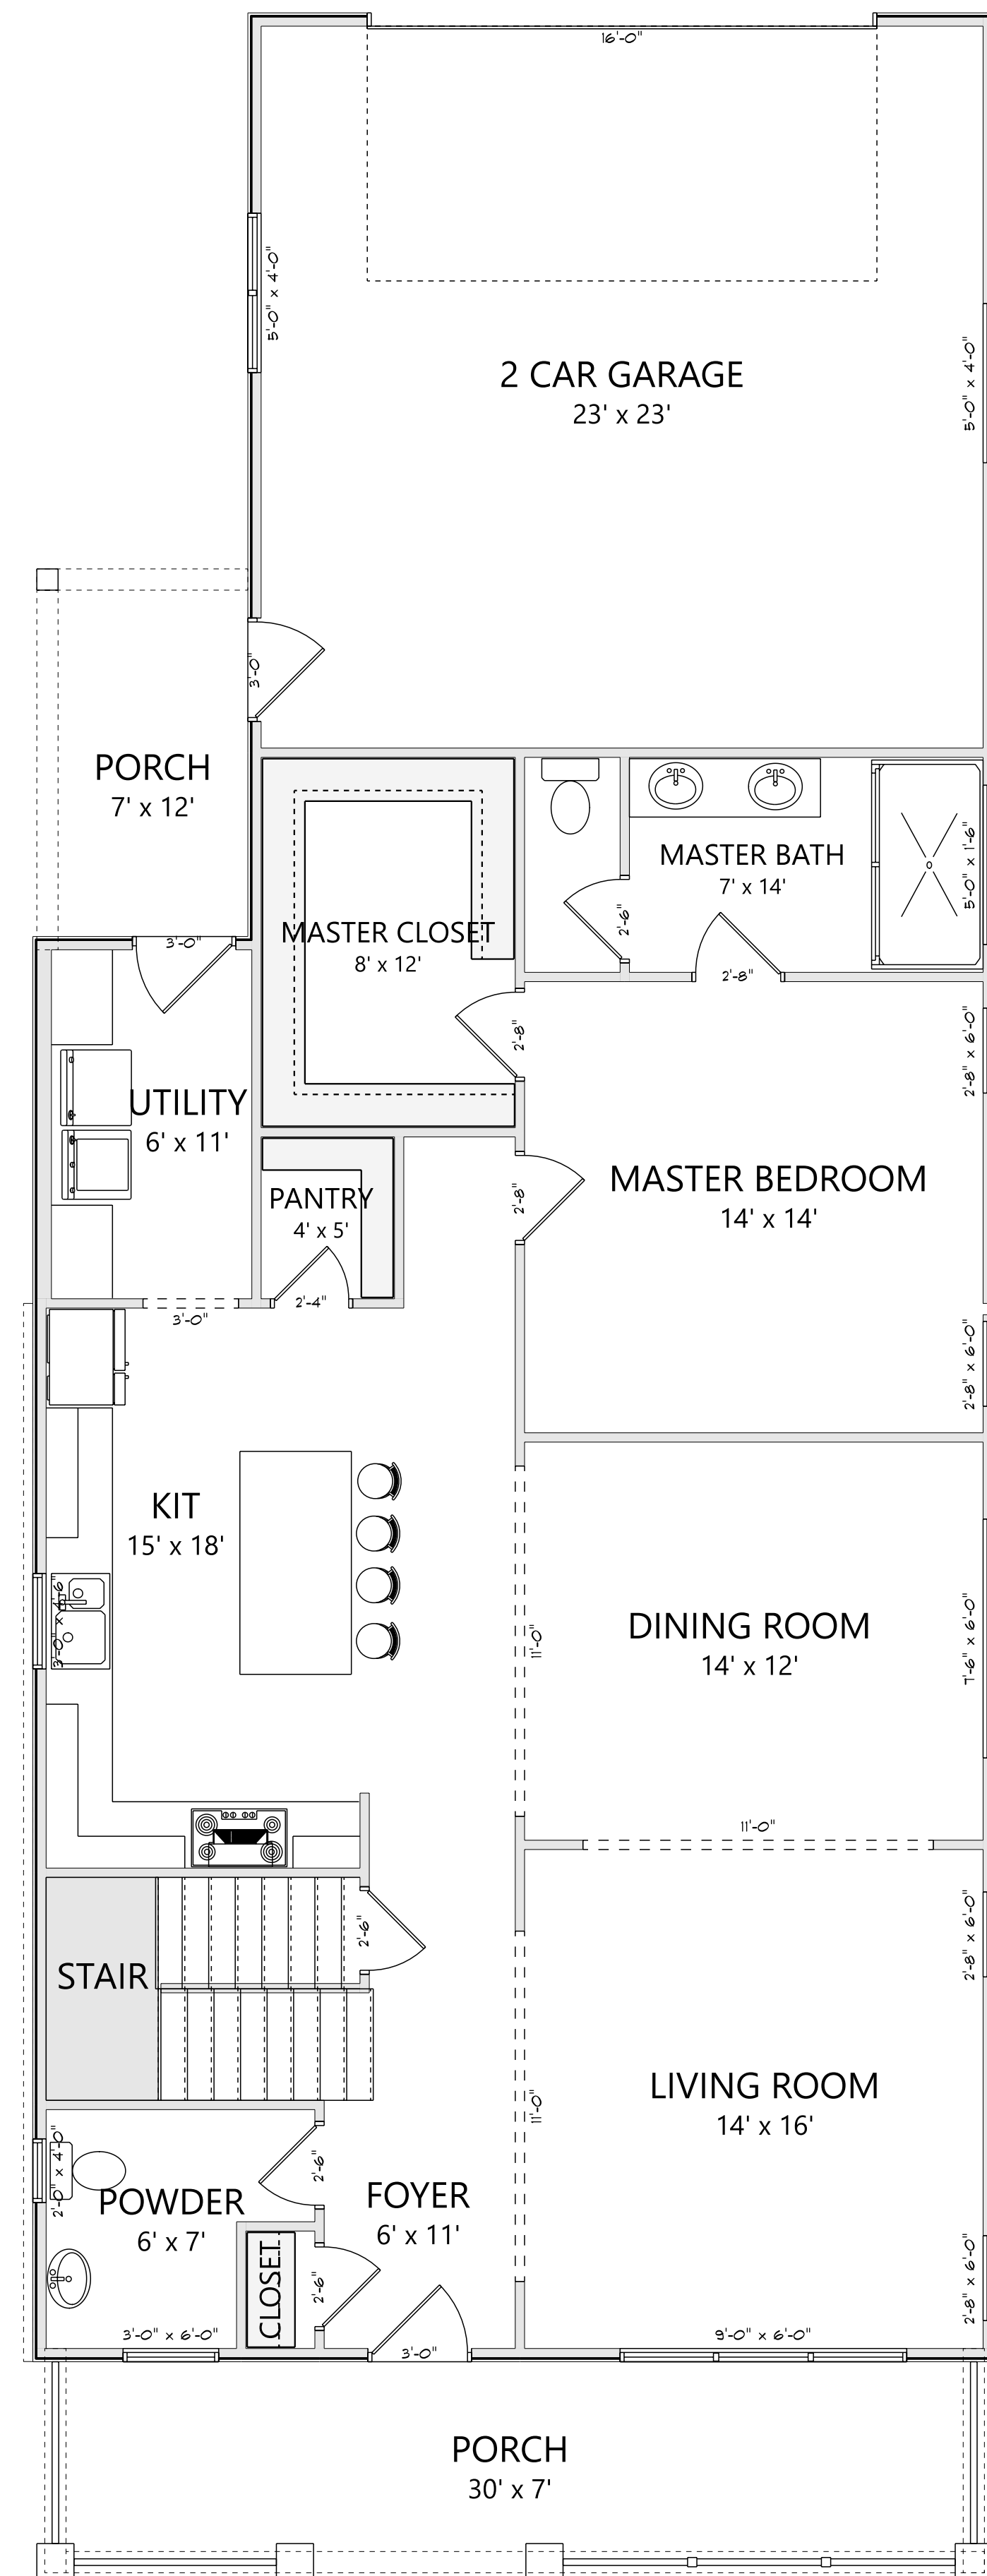 16'-0"
5'-0" x 4'-0"
5'-0" x 4'-0"
2 CAR GARAGE
23' x 23'
3'-0"
PORCH
7' x 12'
MASTER BATH
7' x 14'
5'-0" x 1'-6"
2'-6"
MASTER CLOSET
8' x 12'
3'-0"
2'-8"
2'-8"
2'-8" x 6'-0"
UTILITY
6' x 11'
MASTER BEDROOM
14' x 14'
2'-8"
PANTRY
4' x 5'
2'-4"
3'-0"
2'-8" x 6'-0"
KIT
15' x 18'
3'-0" x 4'-6"
DINING ROOM
14' x 12'
11'-0"
7'-6" x 6'-0"
11'-0"
2'-6"
2'-8" x 6'-0"
STAIR
LIVING ROOM
14' x 16'
11'-0"
2'-0" x 4'-0"
2'-6"
POWDER
6' x 7'
FOYER
6' x 11'
CLOSET
2'-6"
2'-8" x 6'-0"
3'-0" x 6'-0"
3'-0"
9'-0" x 6'-0"
PORCH
30' x 7'